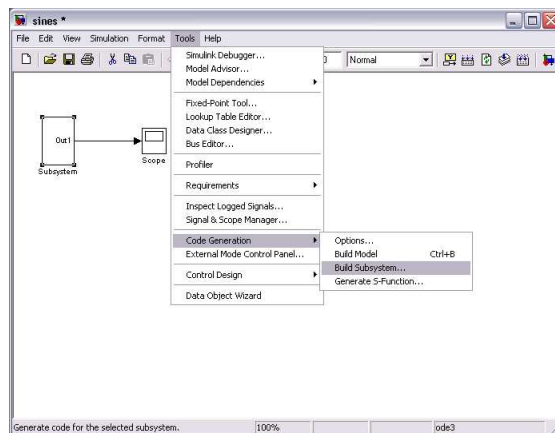 sines *
File Edit View Simulation Format Tools Help
Normal
Simulink Debugger...
Model Advisor...
Model Dependencies
Fixed-Point Tool...
Lookup Table Editor...
Data Class Designer...
Bus Editor...
Profiler
Requirements
Inspect Logged Signals...
Signal & Scope Manager...
Code Generation
External Mode Control Panel...
Control Design
Data Object Wizard
Options...
Build Model Ctrl+B
Build Subsystem...
Generate S-Function...
Out1
Subsystem
Scope
Generate code for the selected subsystem. 100% ode3